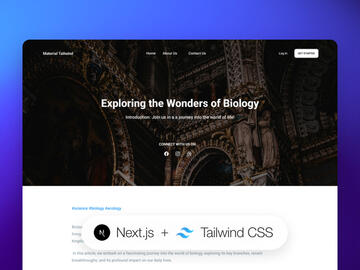 Material Tailwind
Home
About Us
Contact Us
Log in
GET STARTED
Exploring the Wonders of Biology
Introduction: Join us in a a journey into the world of life!
CONNECT WITH US ON:
#science #biology #zerology
N
Next.js + Tailwind CSS
In this article, we embark on a fascinating journey into the world of biology, exploring its key branches, recent
breakthroughs, and its profound impact on our daily lives.